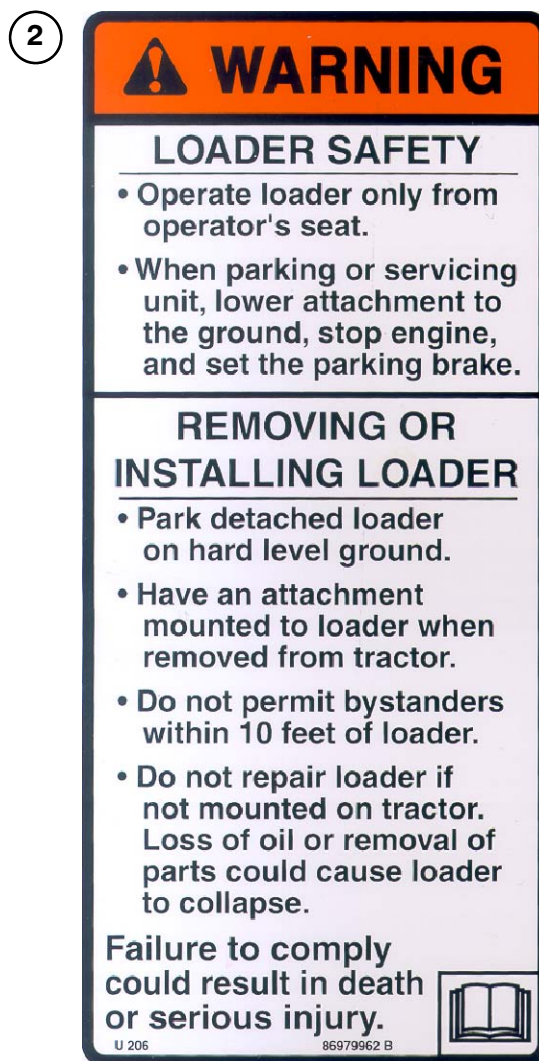 2
WARNING
LOADER SAFETY
• Operate loader only from
operator's seat.
• When parking or servicing
unit, lower attachment to
the ground, stop engine,
and set the parking brake.
REMOVING OR
INSTALLING LOADER
• Park detached loader
on hard level ground.
• Have an attachment
mounted to loader when
removed from tractor.
• Do not permit bystanders
within 10 feet of loader.
• Do not repair loader if
not mounted on tractor.
Loss of oil or removal of
parts could cause loader
to collapse.
Failure to comply
could result in death
or serious injury.
U 206 86979962 B